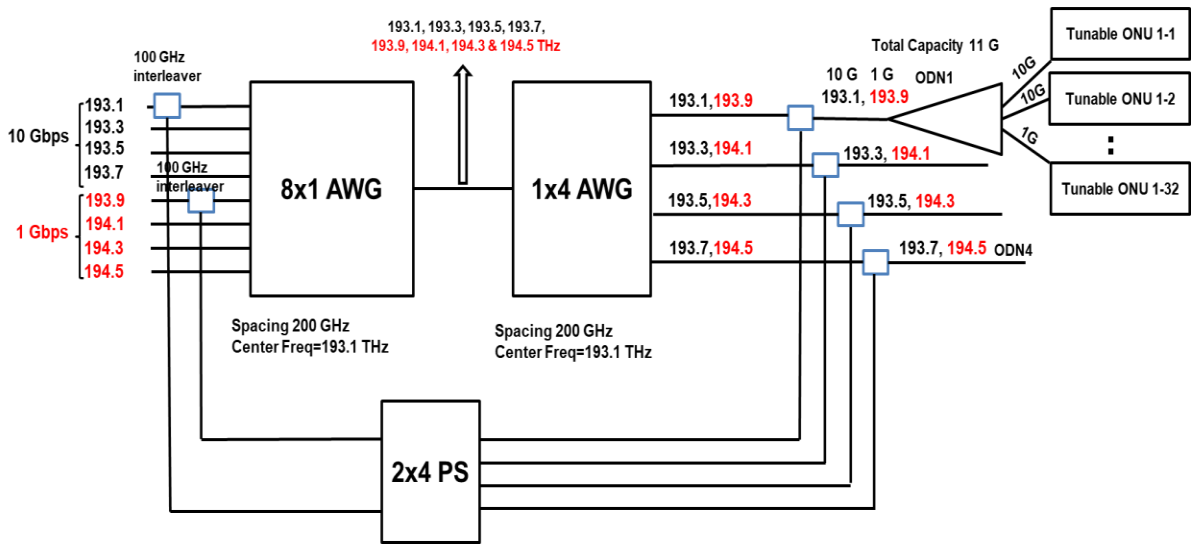 193.1, 193.3, 193.5, 193.7,
193.9, 194.1, 194.3 & 194.5 THz
100 GHz
interleaver
10 Gbps
193.1
193.3
193.5
193.7
100 GHz
interleaver
1 Gbps
193.9
194.1
194.3
194.5
8x1 AWG
1x4 AWG
Spacing 200 GHz
Center Freq=193.1 THz
Spacing 200 GHz
Center Freq=193.1 THz
193.1,193.9
193.3,194.1
193.5,194.3
193.7,194.5
Total Capacity 11 G
10 G 1 G ODN1
193.1, 193.9
193.3, 194.1
193.5, 194.3
193.7, 194.5 ODN4
10G
10G
1G
Tunable ONU 1-1
Tunable ONU 1-2
:
Tunable ONU 1-32
2x4 PS